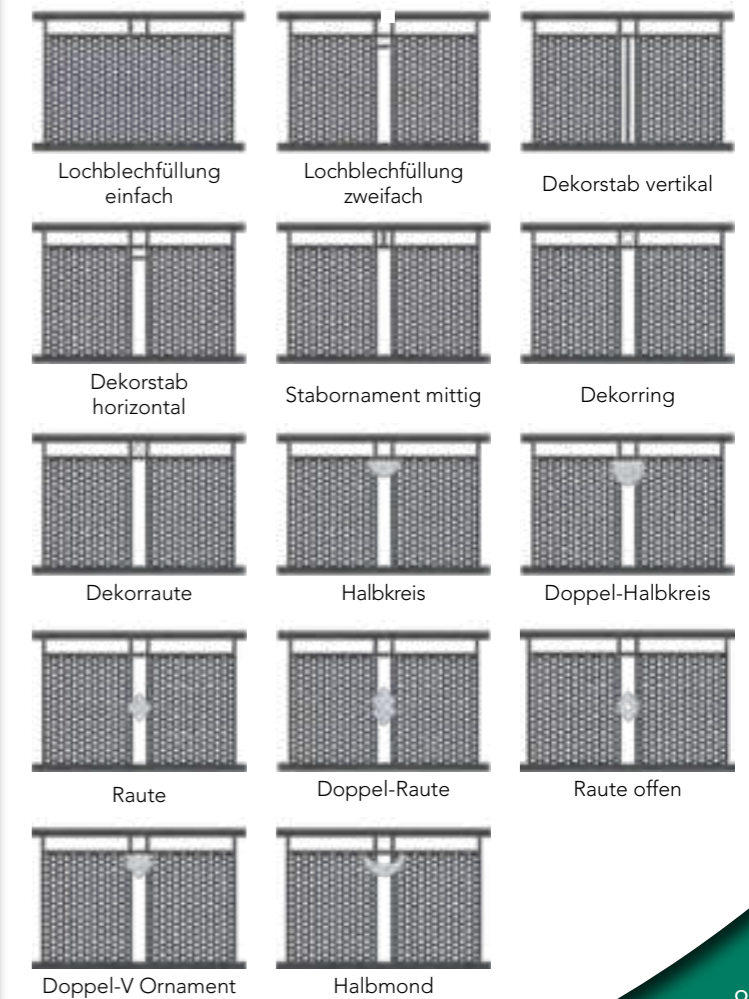 Lochblechfüllung
einfach
Lochblechfüllung
zweifach
Dekorstab vertikal
Dekorstab
horizontal
Stabornament mittig
Dekorring
Dekorraute
Halbkreis
Doppel-Halbkreis
Raute
Doppel-Raute
Raute offen
Doppel-V Ornament
Halbmond